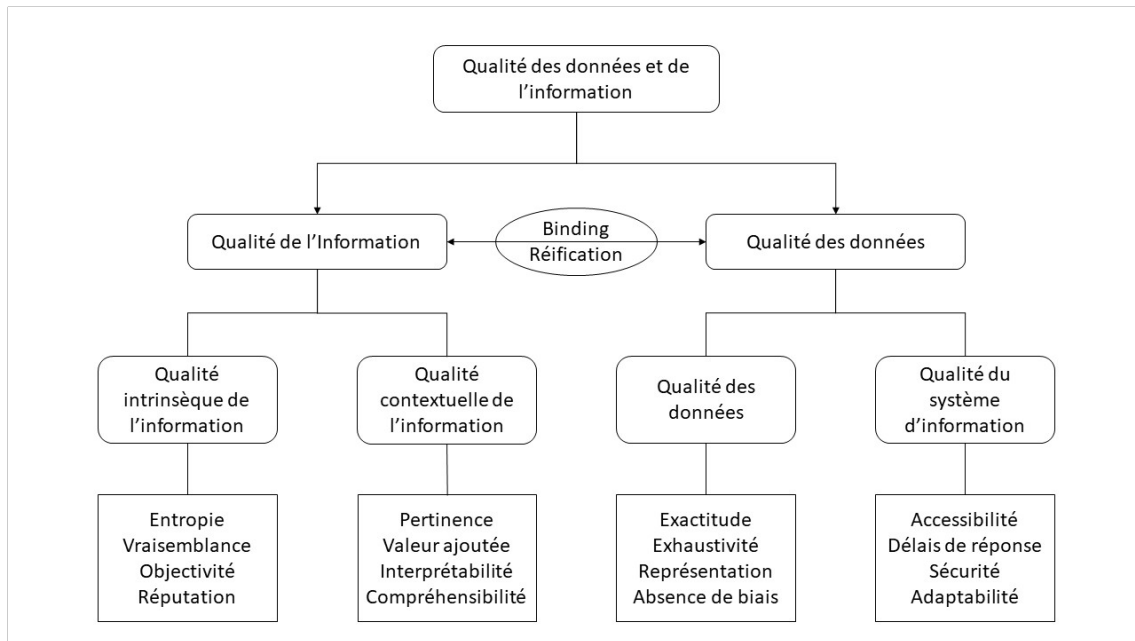 Qualité des données et de
l’information
Qualité de l’Information
Binding
Réification
Qualité des données
Qualité
intrinsèque de
l’information
Qualité
contextuelle de
l’information
Qualité des
données
Qualité du
système
d’information
Entropie
Vraisemblance
Objectivité
Réputation
Pertinence
Valeur ajoutée
Interprétabilité
Compréhensibilité
Exactitude
Exhaustivité
Représentation
Absence de biais
Accessibilité
Délais de réponse
Sécurité
Adaptabilité